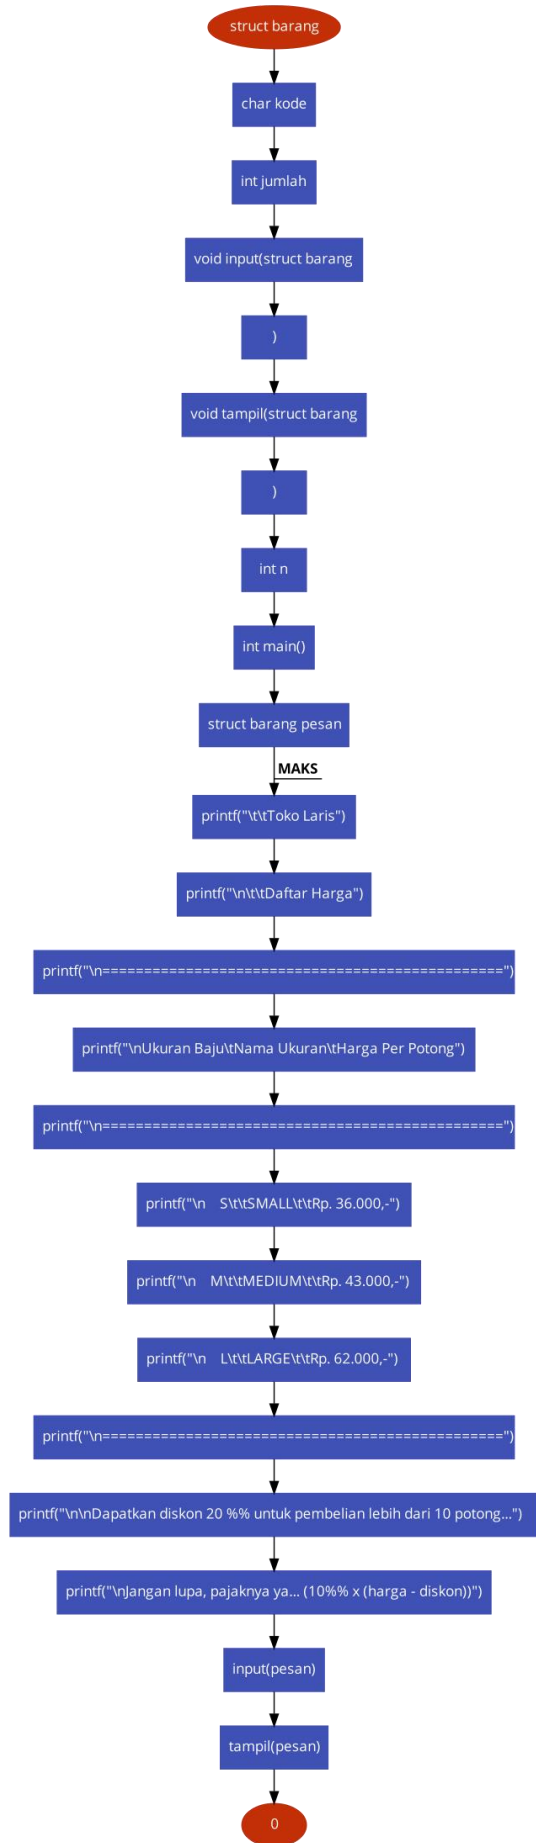 struct barang
char kode
int jumlah
void input(struct barang
)
void tampil(struct barang
)
int n
int main()
struct barang pesan
MAKS
printf("\t\tToko Laris")
printf("\n\t\tDaftar Harga")
printf("\n================================================")
printf("\nUkuran Baju\tNama Ukuran\tHarga Per Potong")
printf("\n================================================")
printf("\n    S\t\tSMALL\t\tRp. 36.000,-")
printf("\n    M\t\tMEDIUM\t\tRp. 43.000,-")
printf("\n    L\t\tLARGE\t\tRp. 62.000,-")
printf("\n================================================")
printf("\n\nDapatkan diskon 20 %% untuk pembelian lebih dari 10 potong...")
printf("\nJangan lupa, pajaknya ya... (10%% x (harga - diskon))")
input(pesan)
tampil(pesan)
0